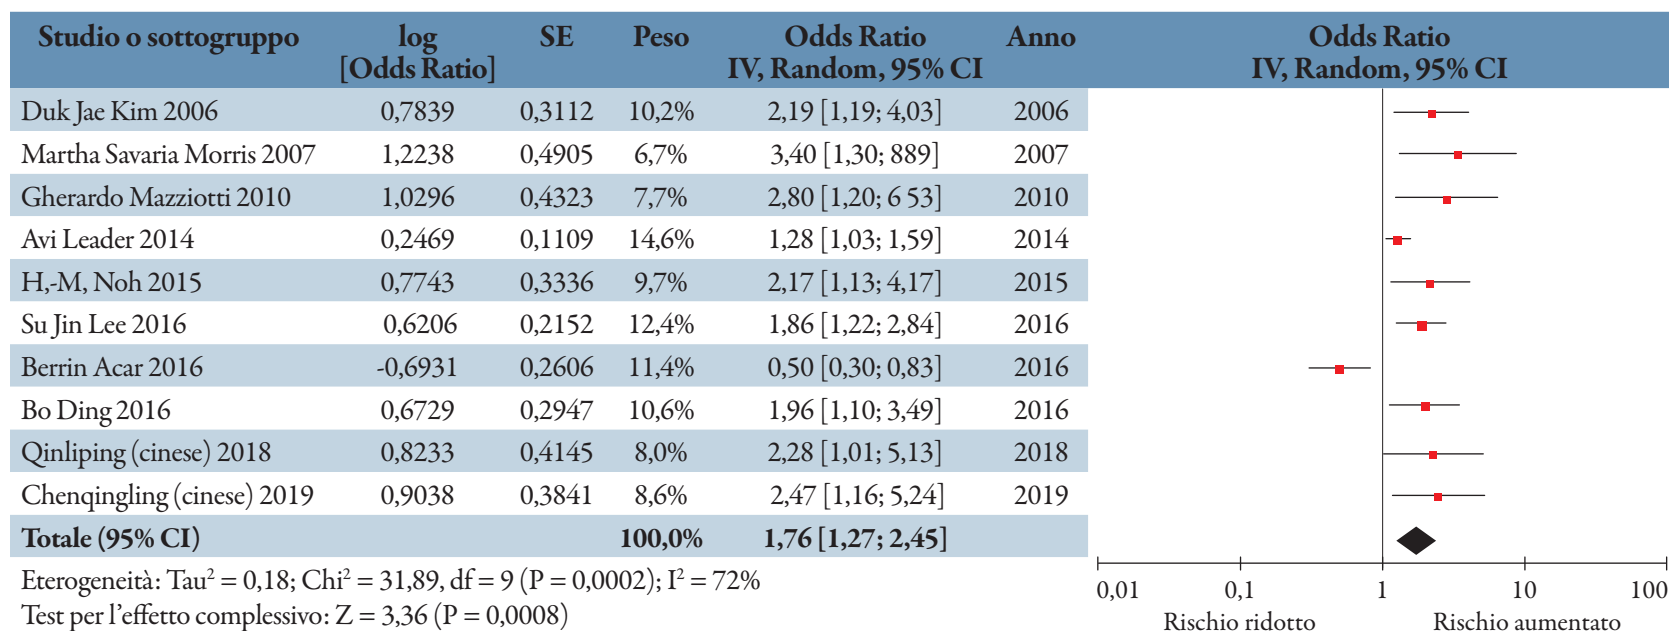 Studio o sottogruppo log SE Peso Odds Ratio Anno Odds Ratio
[Odds Ratio] IV, Random, 95% CI IV, Random, 95% CI
Duk Jae Kim 2006 0,7839 0,3112 10,2% 2,19 [1,19; 4,03] 2006
Martha Savaria Morris 2007 1,2238 0,4905 6,7% 3,40 [1,30; 889] 2007
Gherardo Mazziotti 2010 1,0296 0,4323 7,7% 2,80 [1,20; 6 53] 2010
Avi Leader 2014 0,2469 0,1109 14,6% 1,28 [1,03; 1,59] 2014
H,-M, Noh 2015 0,7743 0,3336 9,7% 2,17 [1,13; 4,17] 2015
Su Jin Lee 2016 0,6206 0,2152 12,4% 1,86 [1,22; 2,84] 2016
Berrin Acar 2016 -0,6931 0,2606 11,4% 0,50 [0,30; 0,83] 2016
Bo Ding 2016 0,6729 0,2947 10,6% 1,96 [1,10; 3,49] 2016
Qinliping (cinese) 2018 0,8233 0,4145 8,0% 2,28 [1,01; 5,13] 2018
Chenqingling (cinese) 2019 0,9038 0,3841 8,6% 2,47 [1,16; 5,24] 2019
Totale (95% CI) 100,0% 1,76 [1,27; 2,45]
Eterogeneità: Tau² = 0,18; Chi² = 31,89, df = 9 (P = 0,0002); I² = 72%
Test per l'effetto complessivo: Z = 3,36 (P = 0,0008)
0,01 0,1 1 10 100
Rischio ridotto Rischio aumentato